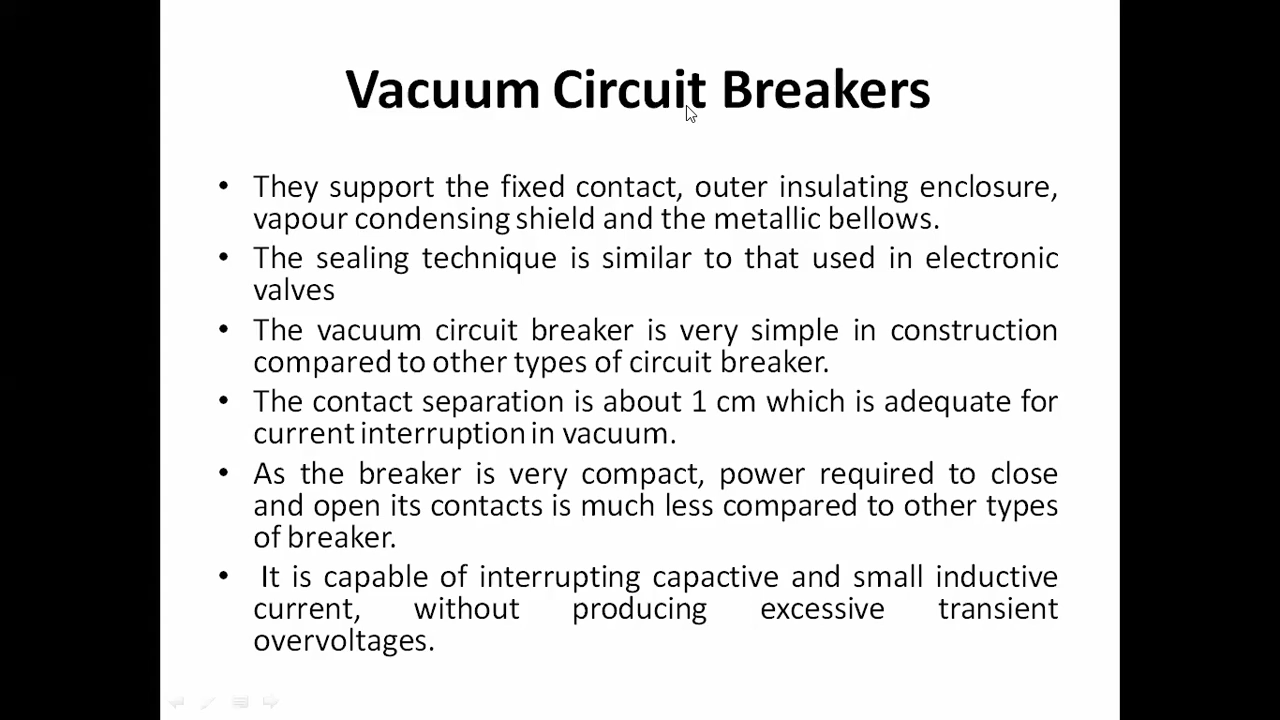 Vacuum Circuit Breakers
• They support the fixed contact, outer insulating enclosure,
vapour condensing shield and the metallic bellows.
• The sealing technique is similar to that used in electronic
valves
• The vacuum circuit breaker is very simple in construction
compared to other types of circuit breaker.
• The contact separation is about 1 cm which is adequate for
current interruption in vacuum.
• As the breaker is very compact, power required to close
and open its contacts is much less compared to other types
of breaker.
• It is capable of interrupting capactive and small inductive
current, without producing excessive transient
overvoltages.